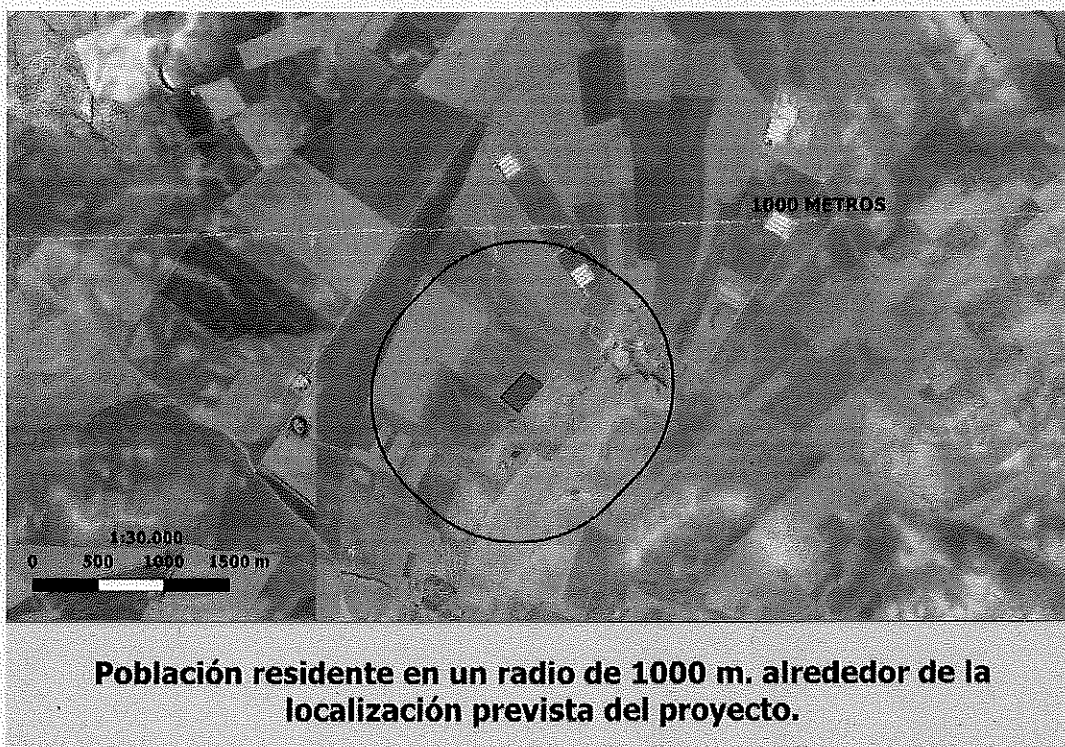 1000 METROS
1:30.000
0 500 1000 1500 m
Población residente en un radio de 1000 m. alrededor de la
localización prevista del proyecto.